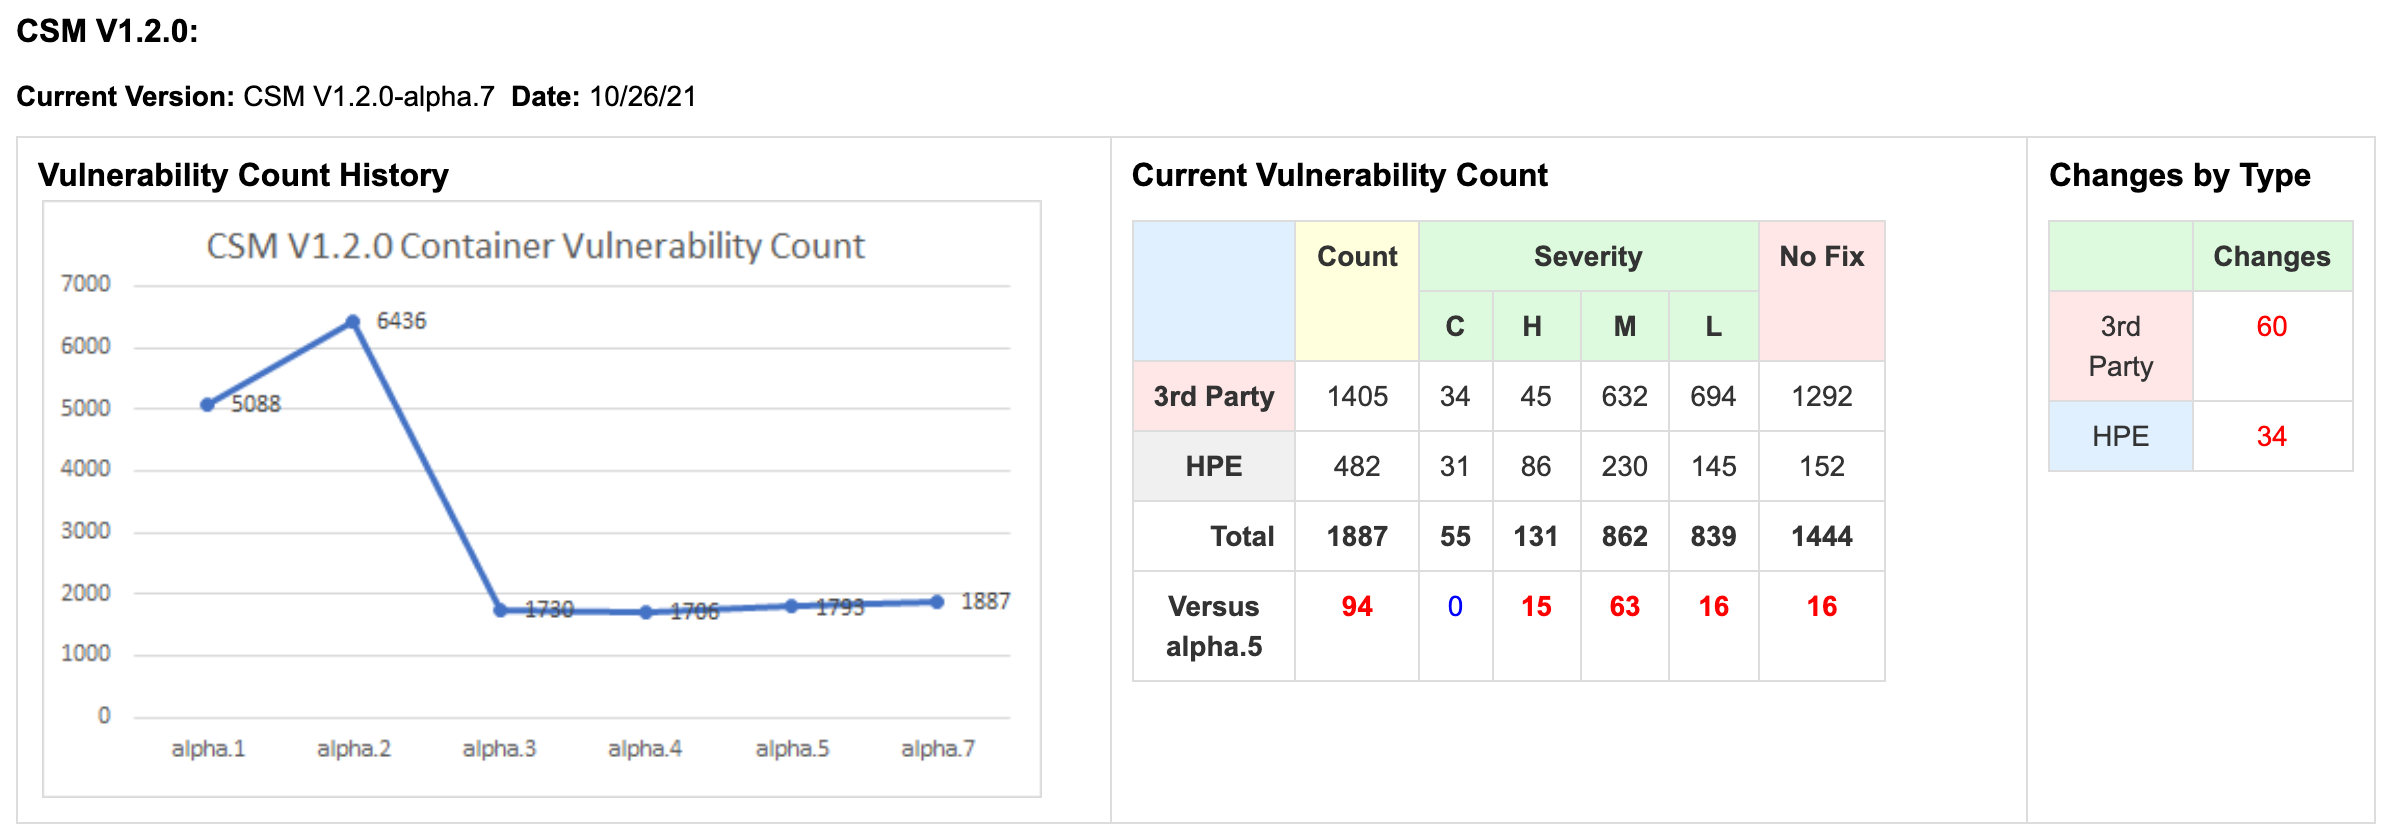 CSM V1.2.0:
Current Version: CSM V1.2.0-alpha.7 Date: 10/26/21
Vulnerability Count History
CSM V1.2.0 Container Vulnerability Count
7000
6000
5000
4000
3000
2000
1000
0
5088
6436
1730
1706
1793
1887
alpha.1 alpha.2 alpha.3 alpha.4 alpha.5 alpha.7
Current Vulnerability Count
Count Severity No Fix
C H M L
3rd Party 1405 34 45 632 694 1292
HPE 482 31 86 230 145 152
Total 1887 55 131 862 839 1444
Versus 94 0 15 63 16 16
alpha.5
Changes by Type
Changes
3rd 60
Party
HPE 34